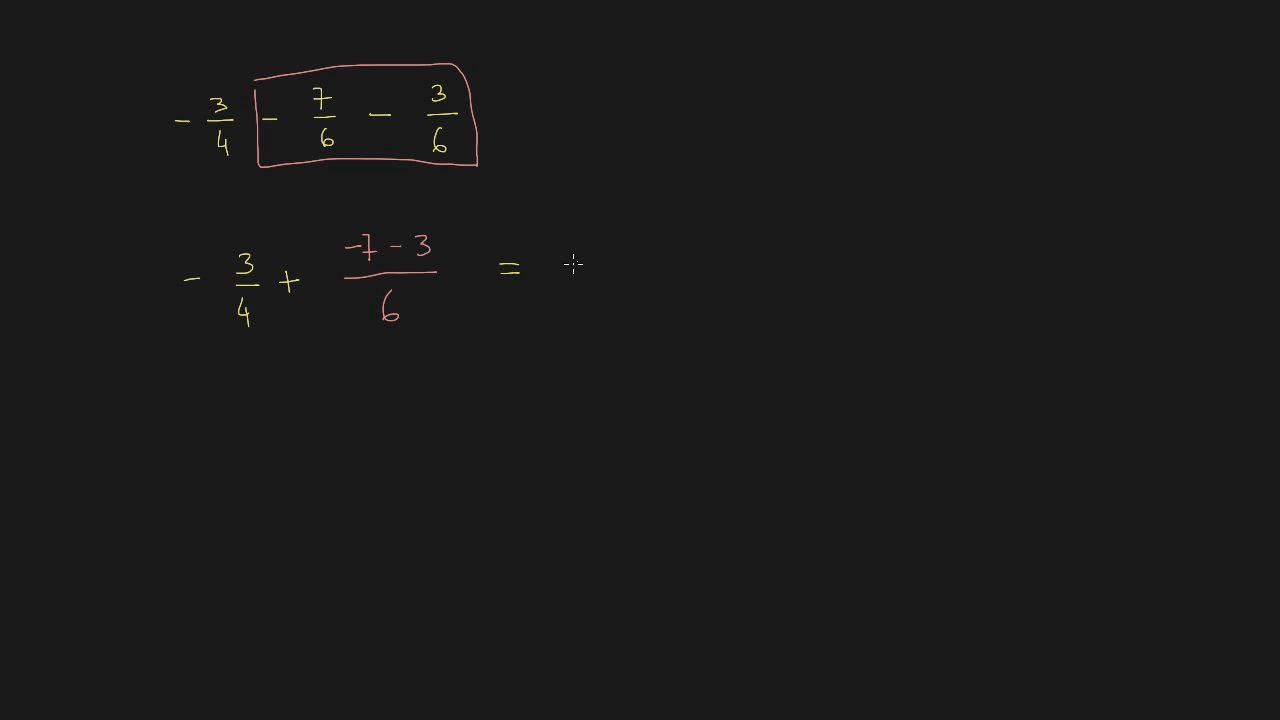 - 3/4 - 7/6 - 3/6
- 3/4 + (-7 - 3)/6 =